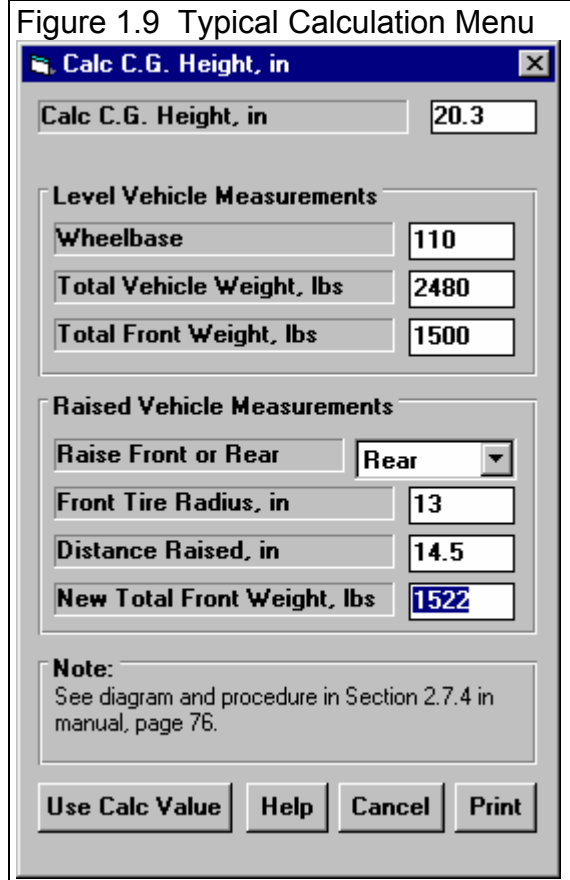 Figure 1.9 Typical Calculation Menu
Calc C.G. Height, in
Calc C.G. Height, in 20.3
Level Vehicle Measurements
Wheelbase 110
Total Vehicle Weight, lbs 2480
Total Front Weight, lbs 1500
Raised Vehicle Measurements
Raise Front or Rear Rear
Front Tire Radius, in 13
Distance Raised, in 14.5
New Total Front Weight, lbs 1522
Note:
See diagram and procedure in Section 2.7.4 in
manual, page 76.
Use Calc Value Help Cancel Print